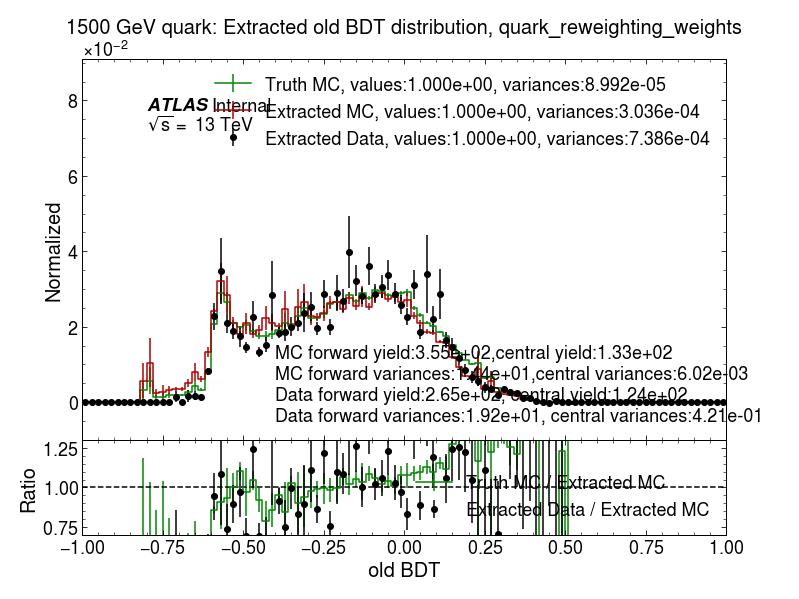 1500 GeV quark: Extracted old BDT distribution, quark_reweighting_weights
×10⁻²
Truth MC, values:1.000e+00, variances:8.992e-05
ATLAS Internal
Extracted MC, values:1.000e+00, variances:3.036e-04
√s = 13 TeV
Extracted Data, values:1.000e+00, variances:7.386e-04
8
6
4
2
0
Normalized
MC forward yield:3.55e+02,central yield:1.33e+02
MC forward variances: central variances:6.02e-03
Data forward yield:2.65e+02, central yield:1.24e+02
Data forward variances:1.92e+01, central variances:4.21e-01
1.25
1.00
0.75
Ratio
Truth MC / Extracted MC
Extracted Data / Extracted MC
−1.00 −0.75 −0.50 −0.25 0.00 0.25 0.50 0.75 1.00
old BDT